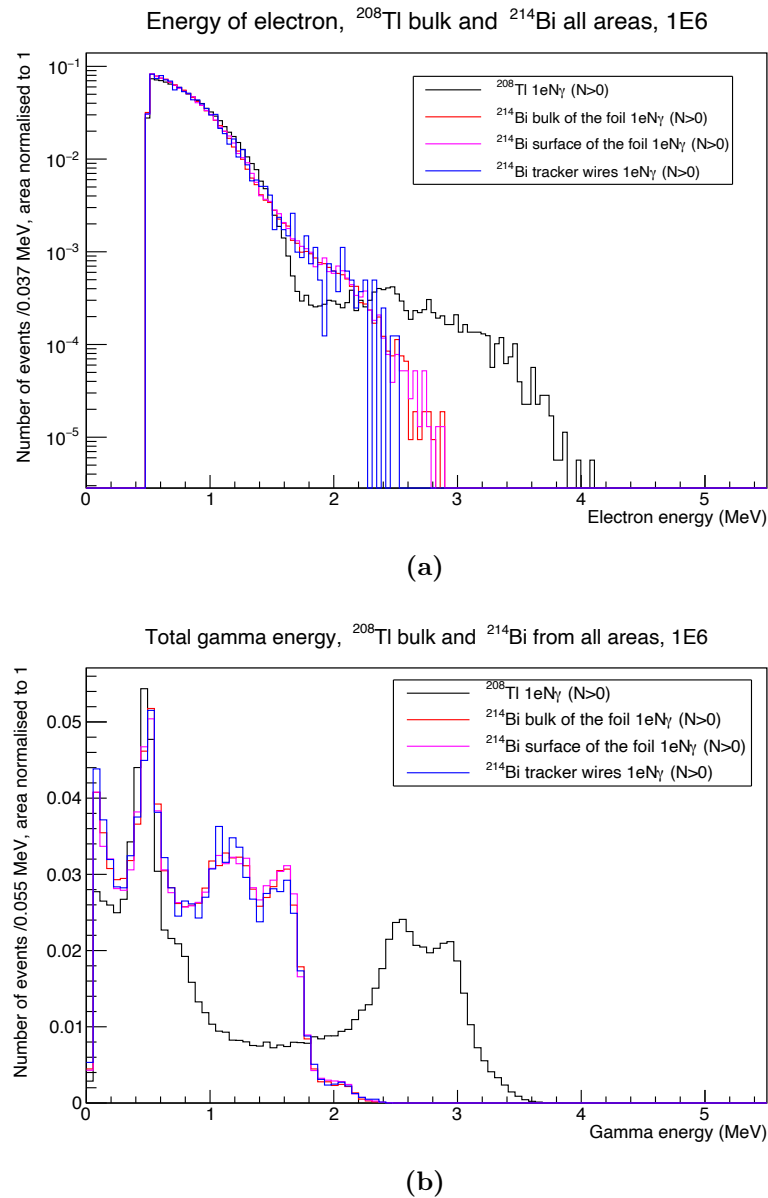 Energy of electron, ²⁰⁸Tl bulk and ²¹⁴Bi all areas, 1E6
Number of events /0.037 MeV, area normalised to 1
10⁻¹
10⁻²
10⁻³
10⁻⁴
10⁻⁵
²⁰⁸Tl 1eNγ (N>0)
²¹⁴Bi bulk of the foil 1eNγ (N>0)
²¹⁴Bi surface of the foil 1eNγ (N>0)
²¹⁴Bi tracker wires 1eNγ (N>0)
0 1 2 3 4 5
Electron energy (MeV)
(a)
Total gamma energy, ²⁰⁸Tl bulk and ²¹⁴Bi from all areas, 1E6
Number of events /0.055 MeV, area normalised to 1
0.05
0.04
0.03
0.02
0.01
0
²⁰⁸Tl 1eNγ (N>0)
²¹⁴Bi bulk of the foil 1eNγ (N>0)
²¹⁴Bi surface of the foil 1eNγ (N>0)
²¹⁴Bi tracker wires 1eNγ (N>0)
0 1 2 3 4 5
Gamma energy (MeV)
(b)